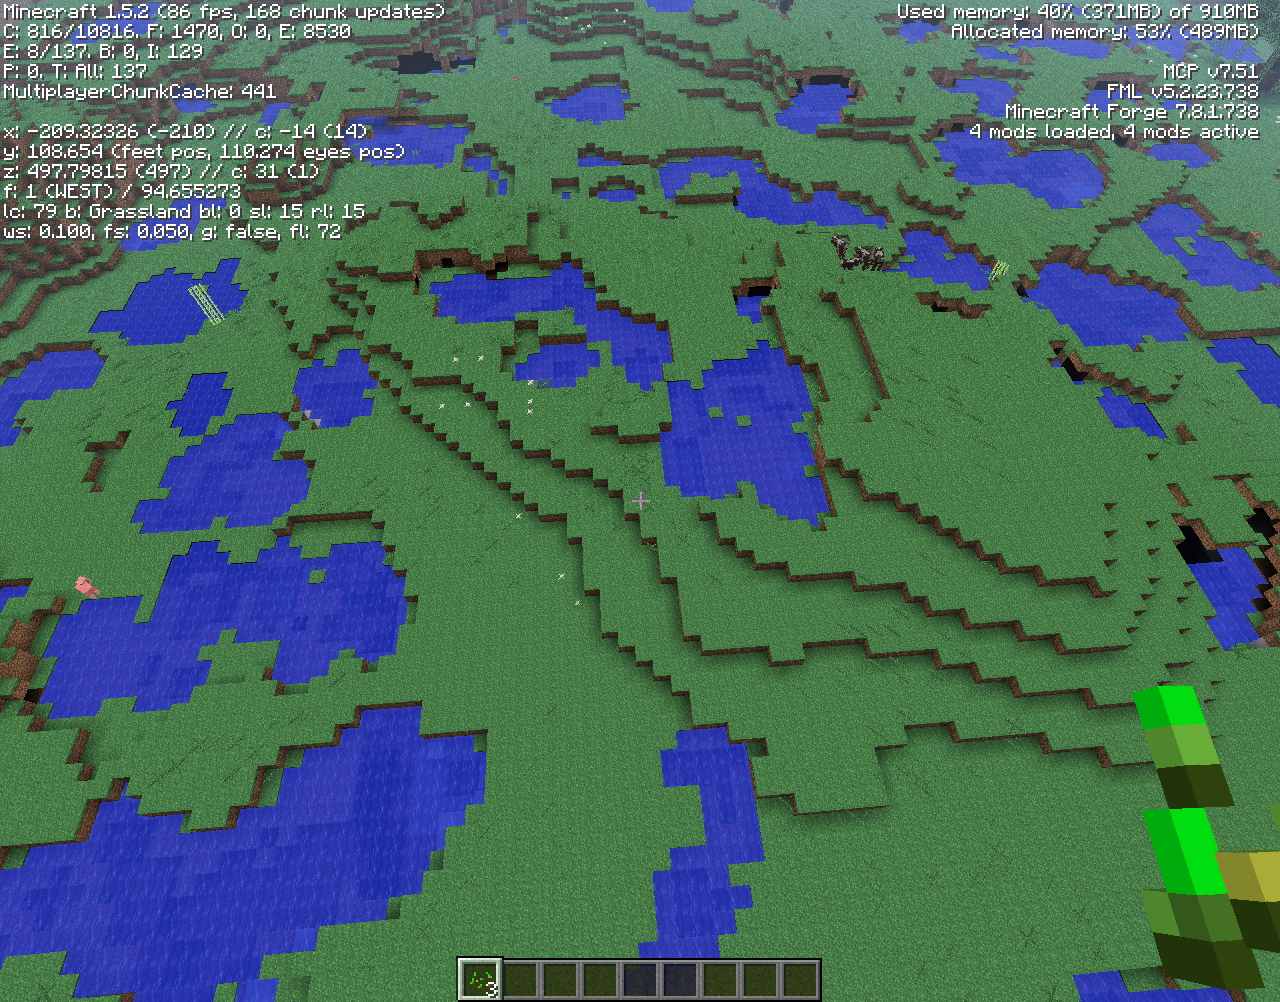 Minecraft 1.5.2 (86 fps, 168 chunk updates)
C: 816/10816. F: 1470, O: 0, E: 8530
E: 8/137. B: 0, I: 129
P: 0. T: All: 137
MultiplayerChunkCache: 441
x: -209.32326 (-210) // c: -14 (14)
y: 108.654 (feet pos, 110.274 eyes pos)
z: 497.79815 (497) // c: 31 (1)
f: 1 (WEST) / 94.655273
lc: 79 b: Grassland bl: 0 sl: 15 rl: 15
ws: 0.100, fs: 0.050, g: false, fl: 72
Used memory: 40% (371MB) of 910MB
Allocated memory: 53% (489MB)
MCP v7.51
FML v5.2.23.738
Minecraft Forge 7.8.1.738
4 mods loaded, 4 mods active
3